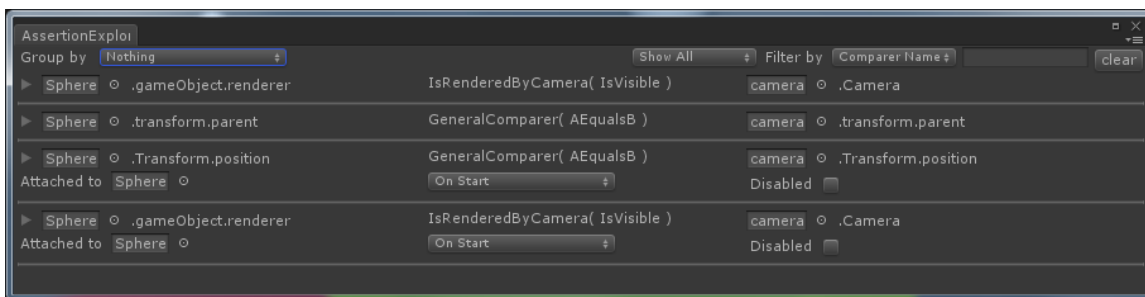 AssertionExplor
Group by Nothing Show All Filter by Comparer Name clear
Sphere .gameObject.renderer IsRenderedByCamera( IsVisible ) camera .Camera
Sphere .transform.parent GeneralComparer( AEqualsB ) camera .transform.parent
Sphere .Transform.position GeneralComparer( AEqualsB ) camera .Transform.position
Attached to Sphere On Start Disabled
Sphere .gameObject.renderer IsRenderedByCamera( IsVisible ) camera .Camera
Attached to Sphere On Start Disabled